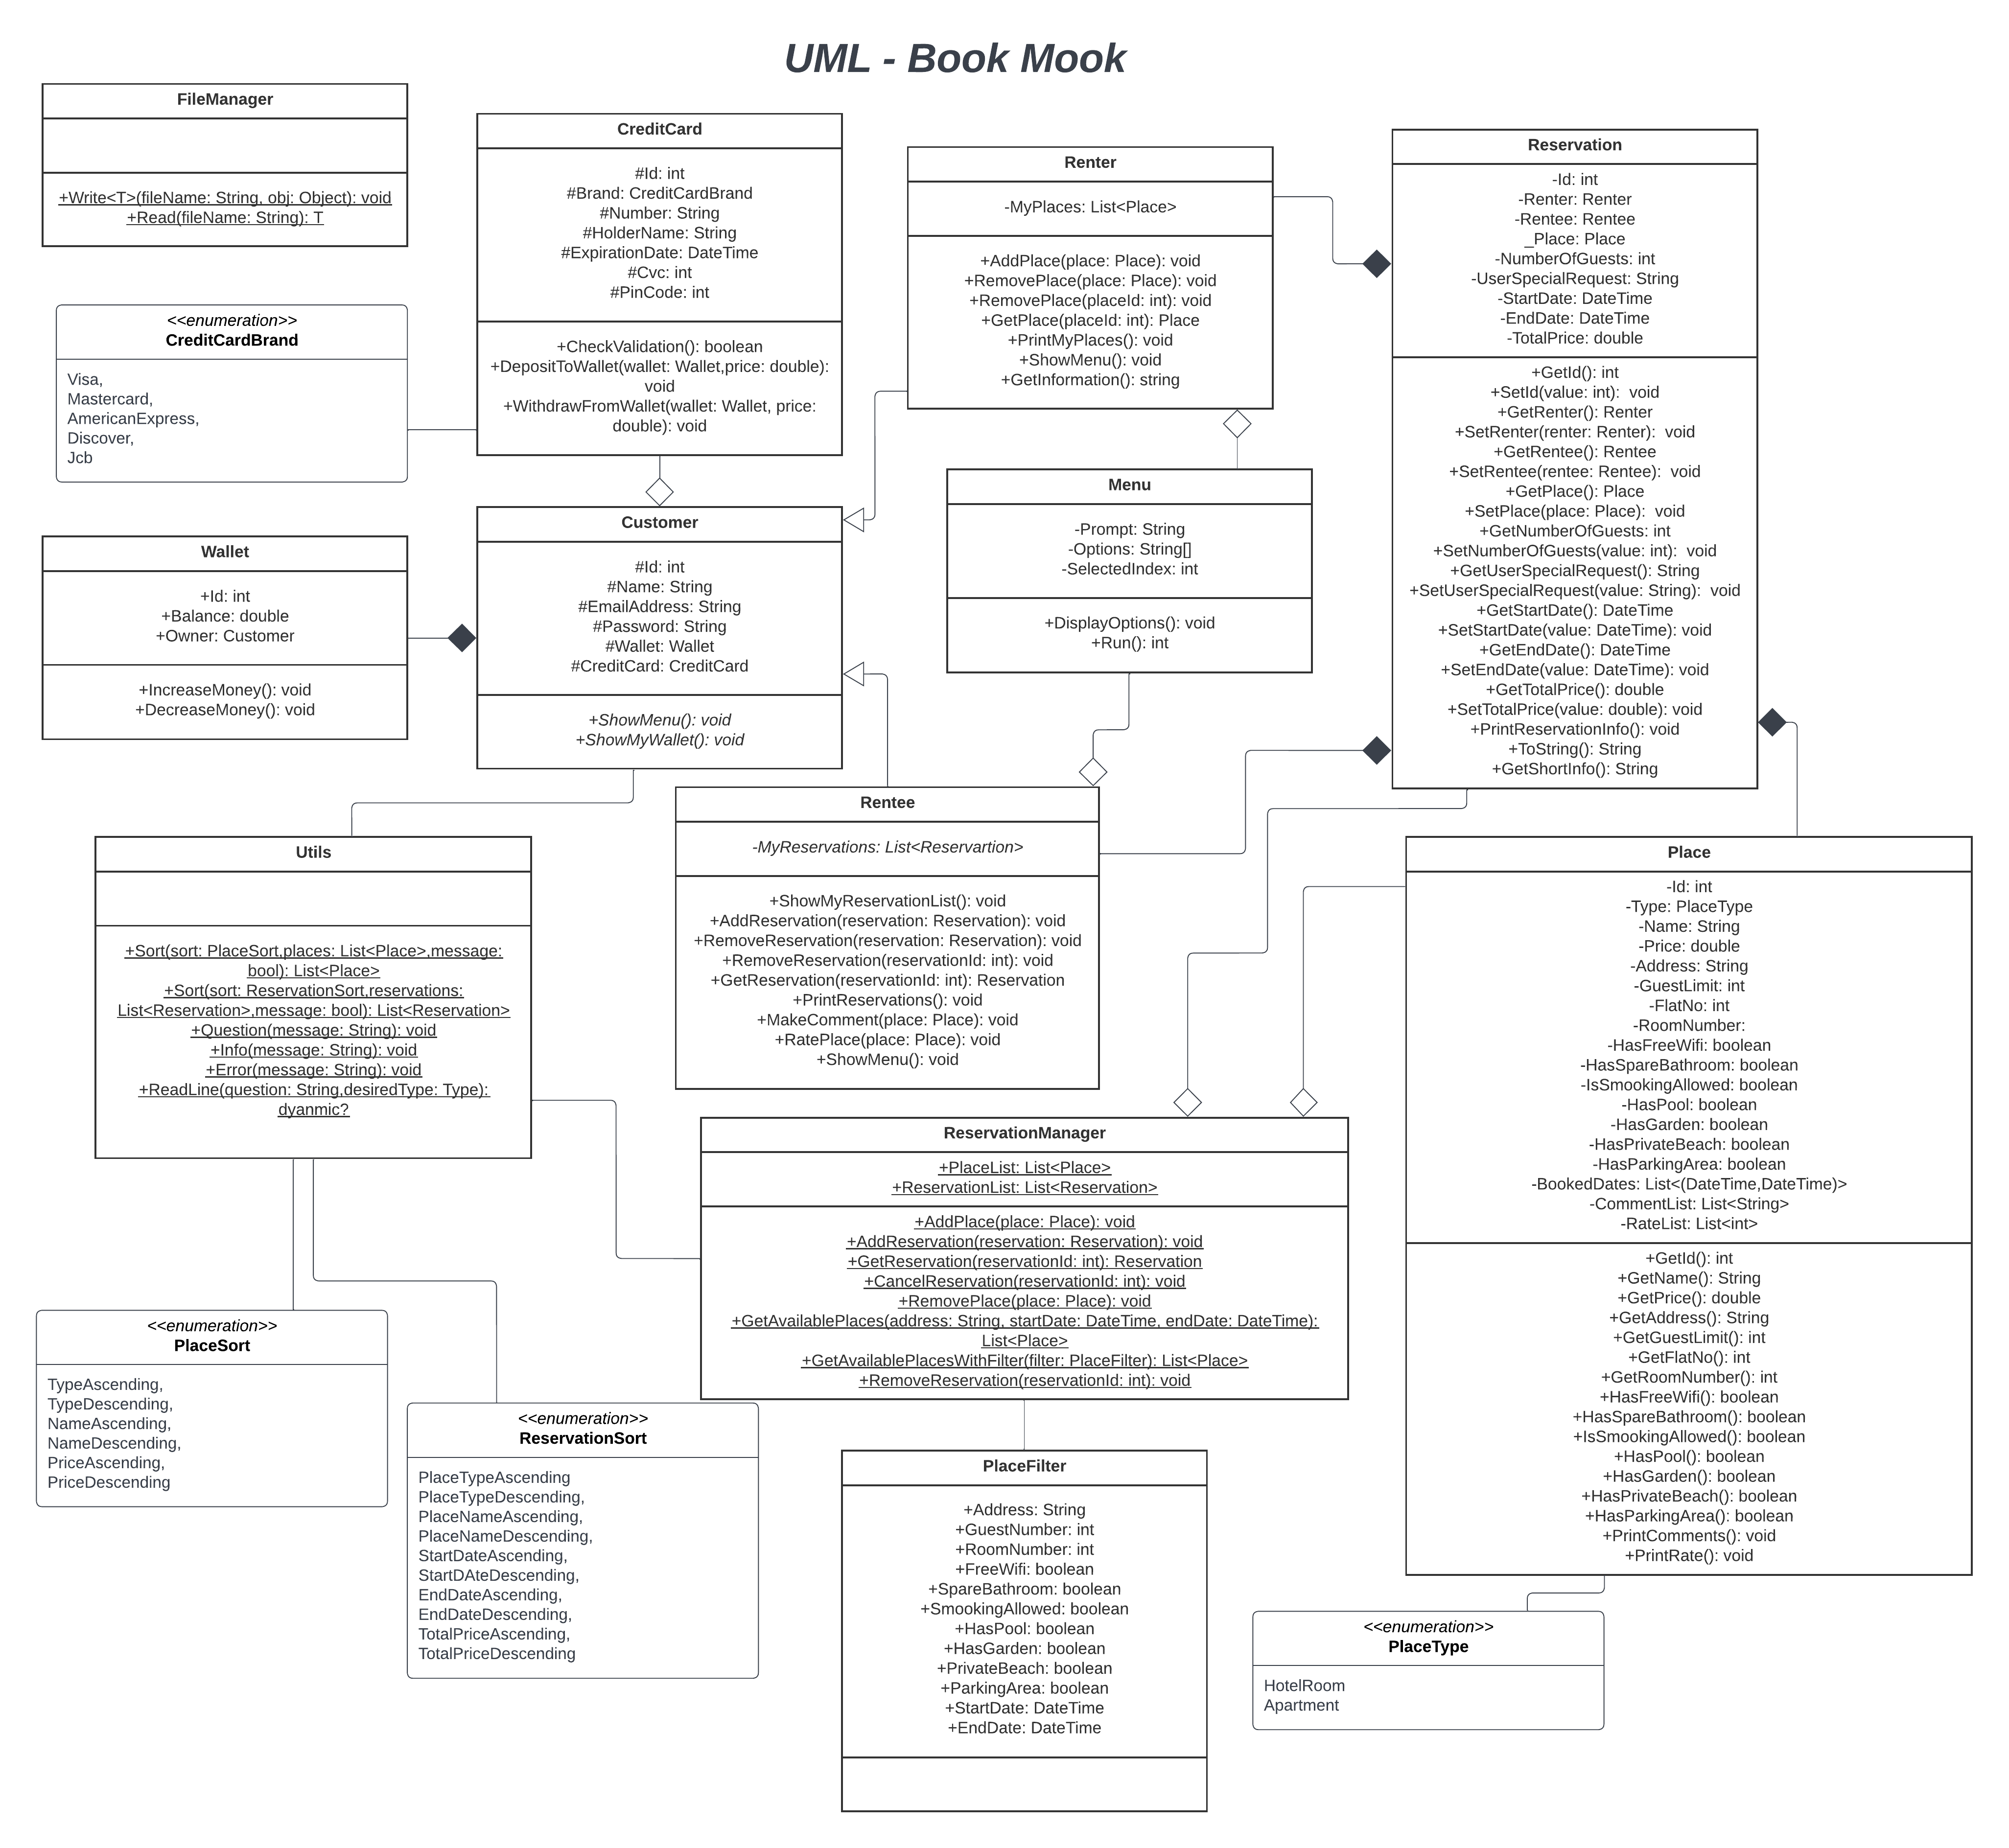 UML - Book Mook
FileManager
+Write<T>(fileName: String, obj: Object): void
+Read(fileName: String): T
CreditCard
#Id: int
#Brand: CreditCardBrand
#Number: String
#HolderName: String
#ExpirationDate: DateTime
#Cvc: int
#PinCode: int
+CheckValidation(): boolean
+DepositToWallet(wallet: Wallet,price: double):
void
+WithdrawFromWallet(wallet: Wallet, price:
double): void
Renter
-MyPlaces: List<Place>
+AddPlace(place: Place): void
+RemovePlace(place: Place): void
+RemovePlace(placeId: int): void
+GetPlace(placeId: int): Place
+PrintMyPlaces(): void
+ShowMenu(): void
+GetInformation(): string
Reservation
-Id: int
-Renter: Renter
-Rentee: Rentee
_Place: Place
-NumberOfGuests: int
-UserSpecialRequest: String
-StartDate: DateTime
-EndDate: DateTime
-TotalPrice: double
+GetId(): int
+SetId(value: int):  void
+GetRenter(): Renter
+SetRenter(renter: Renter):  void
+GetRentee(): Rentee
+SetRentee(rentee: Rentee):  void
+GetPlace(): Place
+SetPlace(place: Place):  void
+GetNumberOfGuests: int
+SetNumberOfGuests(value: int):  void
+GetUserSpecialRequest(): String
+SetUserSpecialRequest(value: String):  void
+GetStartDate(): DateTime
+SetStartDate(value: DateTime): void
+GetEndDate(): DateTime
+SetEndDate(value: DateTime): void
+GetTotalPrice(): double
+SetTotalPrice(value: double): void
+PrintReservationInfo(): void
+ToString(): String
+GetShortInfo(): String
<<enumeration>>
CreditCardBrand
Visa,
Mastercard,
AmericanExpress,
Discover,
Jcb
Wallet
+Id: int
+Balance: double
+Owner: Customer
+IncreaseMoney(): void
+DecreaseMoney(): void
Customer
#Id: int
#Name: String
#EmailAddress: String
#Password: String
#Wallet: Wallet
#CreditCard: CreditCard
+ShowMenu(): void
+ShowMyWallet(): void
Menu
-Prompt: String
-Options: String[]
-SelectedIndex: int
+DisplayOptions(): void
+Run(): int
Utils
+Sort(sort: PlaceSort,places: List<Place>,message:
bool): List<Place>
+Sort(sort: ReservationSort,reservations:
List<Reservation>,message: bool): List<Reservation>
+Question(message: String): void
+Info(message: String): void
+Error(message: String): void
+ReadLine(question: String,desiredType: Type):
dyanmic?
Rentee
-MyReservations: List<Reservartion>
+ShowMyReservationList(): void
+AddReservation(reservation: Reservation): void
+RemoveReservation(reservation: Reservation): void
+RemoveReservation(reservationId: int): void
+GetReservation(reservationId: int): Reservation
+PrintReservations(): void
+MakeComment(place: Place): void
+RatePlace(place: Place): void
+ShowMenu(): void
Place
-Id: int
-Type: PlaceType
-Name: String
-Price: double
-Address: String
-GuestLimit: int
-FlatNo: int
-RoomNumber:
-HasFreeWifi: boolean
-HasSpareBathroom: boolean
-IsSmookingAllowed: boolean
-HasPool: boolean
-HasGarden: boolean
-HasPrivateBeach: boolean
-HasParkingArea: boolean
-BookedDates: List<(DateTime,DateTime)>
-CommentList: List<String>
-RateList: List<int>
+GetId(): int
+GetName(): String
+GetPrice(): double
+GetAddress(): String
+GetGuestLimit(): int
+GetFlatNo(): int
+GetRoomNumber(): int
+HasFreeWifi(): boolean
+HasSpareBathroom(): boolean
+IsSmookingAllowed(): boolean
+HasPool(): boolean
+HasGarden(): boolean
+HasPrivateBeach(): boolean
+HasParkingArea(): boolean
+PrintComments(): void
+PrintRate(): void
ReservationManager
+PlaceList: List<Place>
+ReservationList: List<Reservation>
+AddPlace(place: Place): void
+AddReservation(reservation: Reservation): void
+GetReservation(reservationId: int): Reservation
+CancelReservation(reservationId: int): void
+RemovePlace(place: Place): void
+GetAvailablePlaces(address: String, startDate: DateTime, endDate: DateTime):
List<Place>
+GetAvailablePlacesWithFilter(filter: PlaceFilter): List<Place>
+RemoveReservation(reservationId: int): void
<<enumeration>>
PlaceSort
TypeAscending,
TypeDescending,
NameAscending,
NameDescending,
PriceAscending,
PriceDescending
<<enumeration>>
ReservationSort
PlaceTypeAscending
PlaceTypeDescending,
PlaceNameAscending,
PlaceNameDescending,
StartDateAscending,
StartDAteDescending,
EndDateAscending,
EndDateDescending,
TotalPriceAscending,
TotalPriceDescending
PlaceFilter
+Address: String
+GuestNumber: int
+RoomNumber: int
+FreeWifi: boolean
+SpareBathroom: boolean
+SmookingAllowed: boolean
+HasPool: boolean
+HasGarden: boolean
+PrivateBeach: boolean
+ParkingArea: boolean
+StartDate: DateTime
+EndDate: DateTime
<<enumeration>>
PlaceType
HotelRoom
Apartment